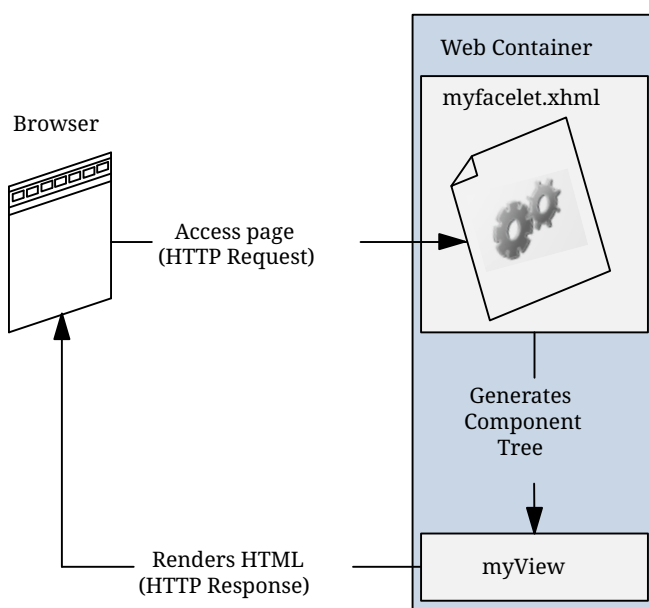 Web Container
myfacelet.xhml
Browser
Access page
(HTTP Request)
Generates
Component
Tree
Renders HTML
(HTTP Response)
myView